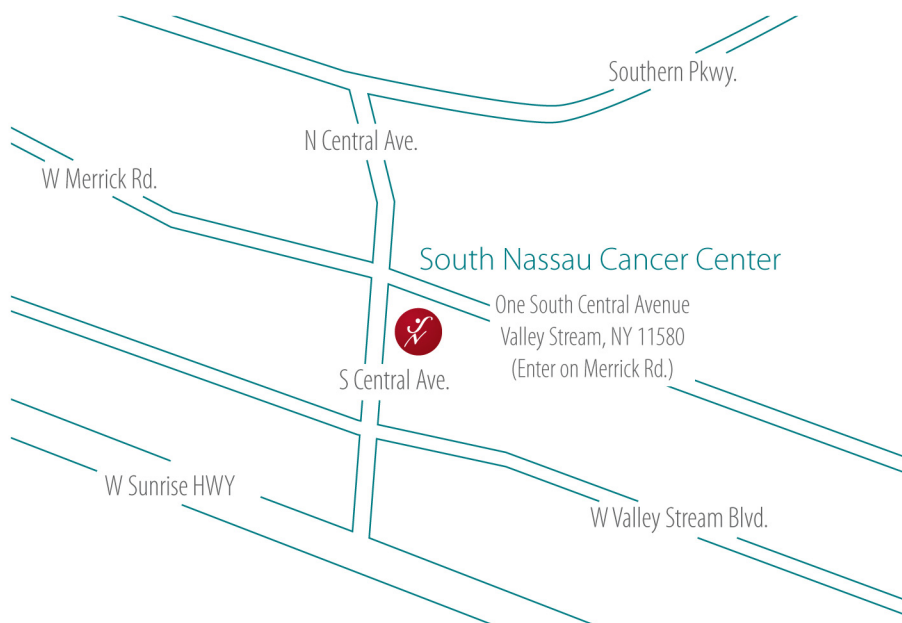 Southern Pkwy.
N Central Ave.
W Merrick Rd.
South Nassau Cancer Center
One South Central Avenue
Valley Stream, NY 11580
(Enter on Merrick Rd.)
S Central Ave.
W Sunrise HWY
W Valley Stream Blvd.